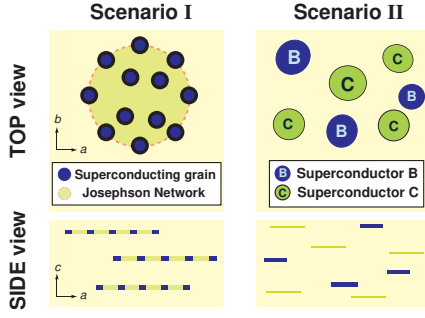 Scenario I
Scenario II
TOP view
b
a
B
C
C
B
C
B
C
Superconducting grain
Josephson Network
B Superconductor B
C Superconductor C
SIDE view
c
a